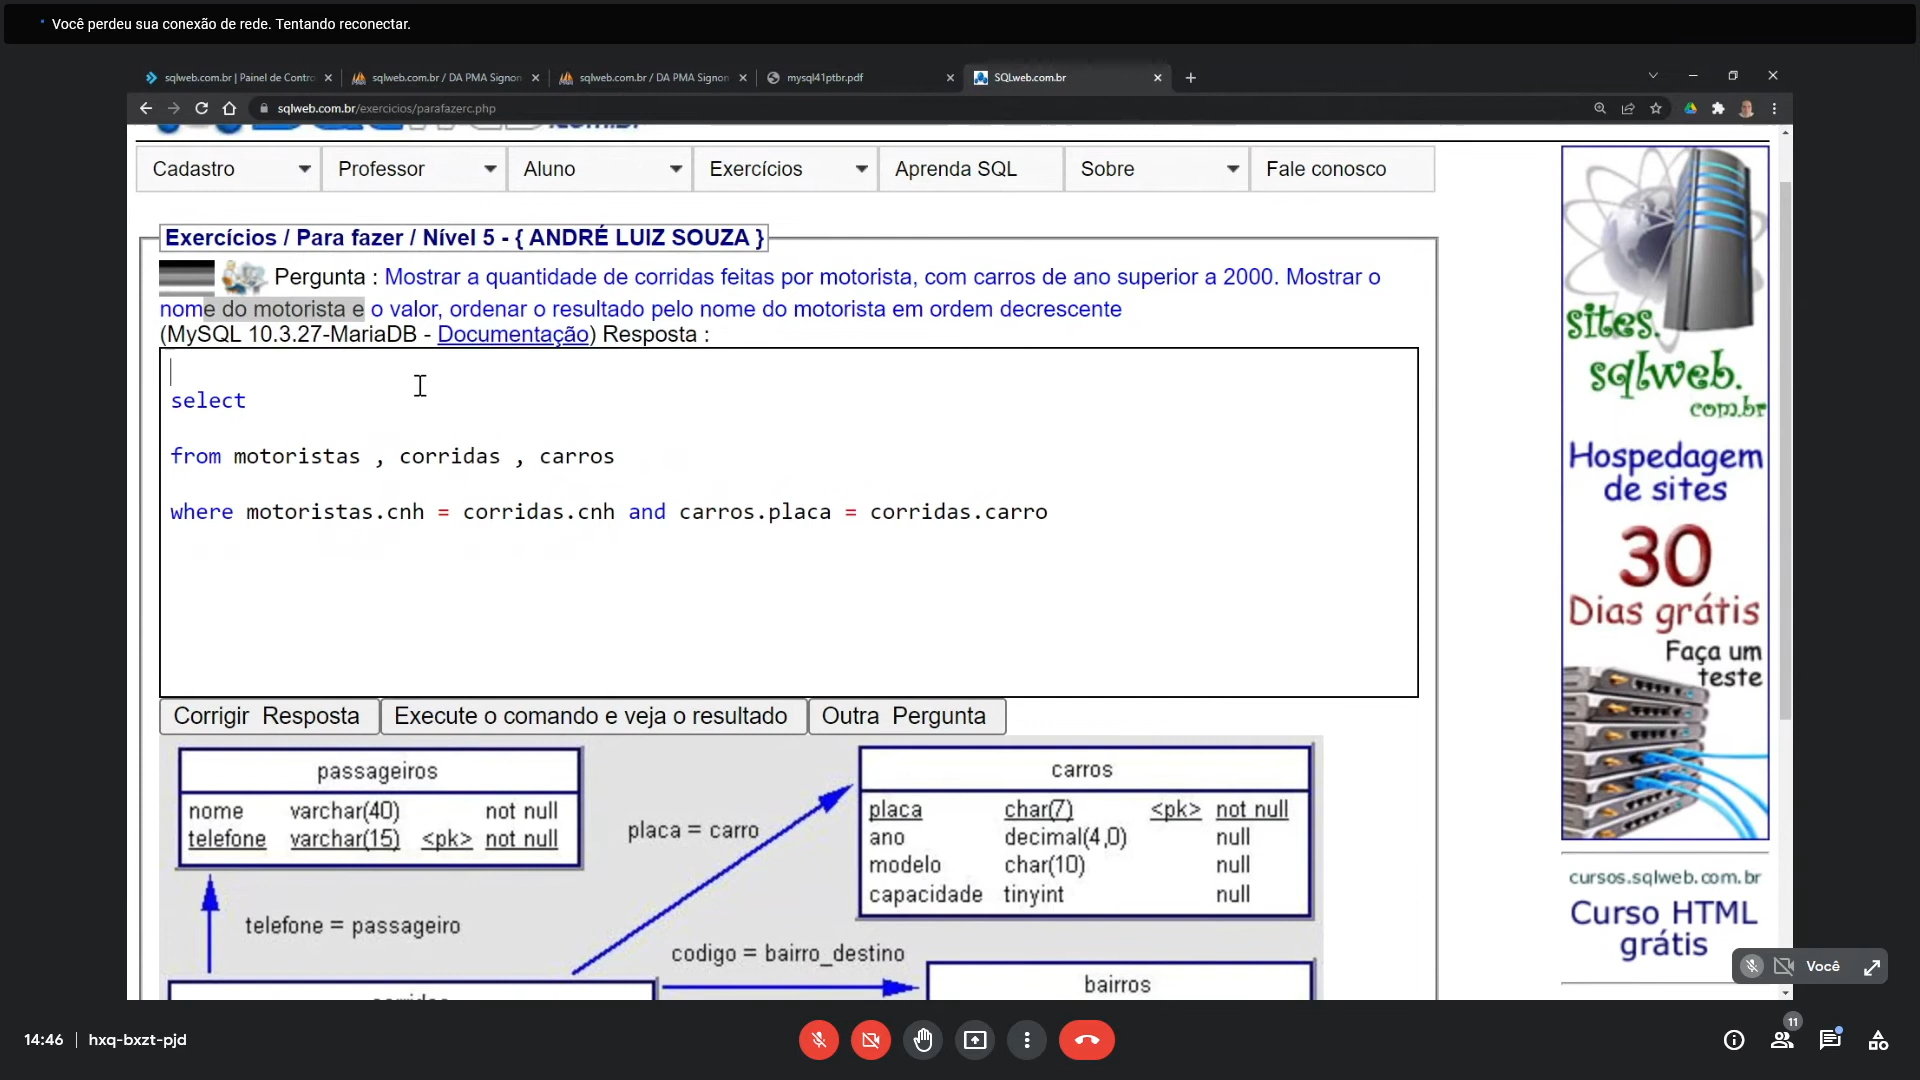 Você perdeu sua conexão de rede. Tentando reconectar.
sqlweb.com.br | Painel de Contro
sqlweb.com.br / DA PMA Signon
sqlweb.com.br / DA PMA Signon
mysql41ptbr.pdf
SQLweb.com.br
sqlweb.com.br/exercicios/parafazerc.php
Cadastro
Professor
Aluno
Exercícios
Aprenda SQL
Sobre
Fale conosco
Exercícios / Para fazer / Nível 5 - { ANDRÉ LUIZ SOUZA }
Pergunta : Mostrar a quantidade de corridas feitas por motorista, com carros de ano superior a 2000. Mostrar o
nome do motorista e o valor, ordenar o resultado pelo nome do motorista em ordem decrescente
(MySQL 10.3.27-MariaDB - Documentação) Resposta :
select
from motoristas , corridas , carros
where motoristas.cnh = corridas.cnh and carros.placa = corridas.carro
Corrigir Resposta
Execute o comando e veja o resultado
Outra Pergunta
passageiros
nome varchar(40) not null
telefone varchar(15) <pk> not null
placa = carro
carros
placa char(7) <pk> not null
ano decimal(4,0) null
modelo char(10) null
capacidade tinyint null
telefone = passageiro
codigo = bairro_destino
bairros
sites.
sqlweb.
com.br
Hospedagem
de sites
30
Dias grátis
Faça um
teste
cursos.sqlweb.com.br
Curso HTML
grátis
Você
14:46 | hxq-bxzt-pjd
11